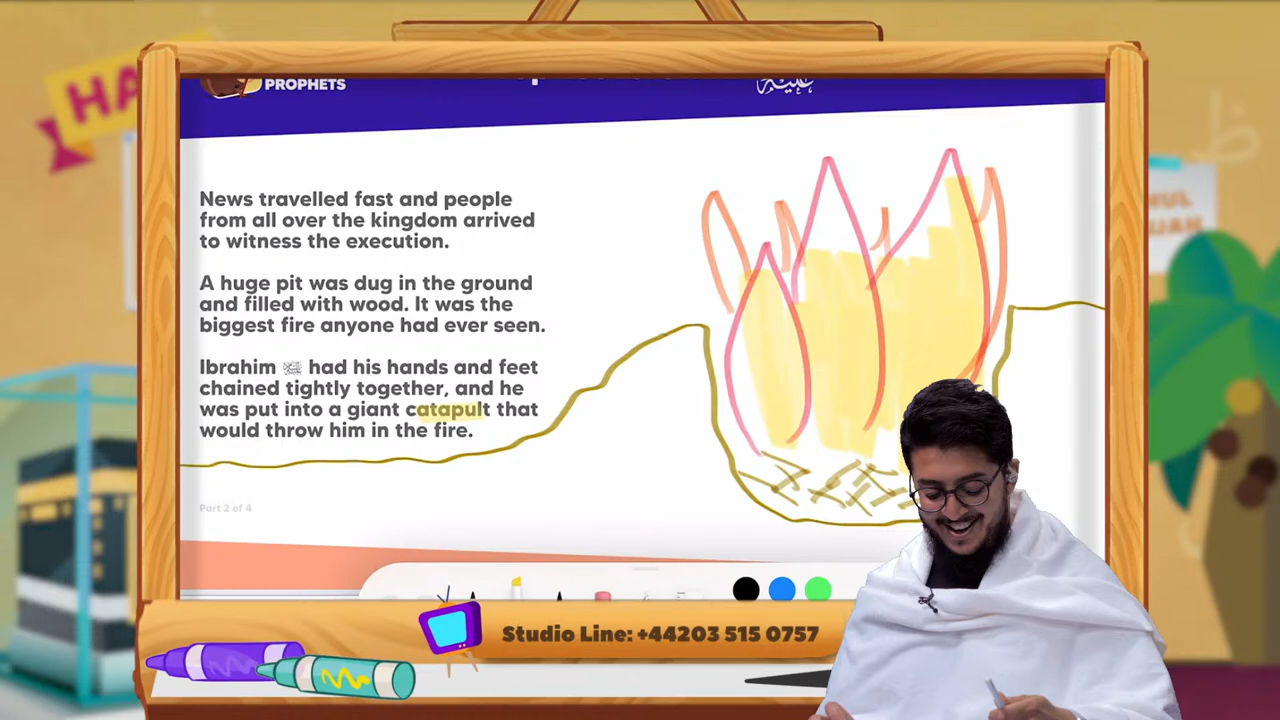 HA
PROPHETS
عليه
News travelled fast and people
from all over the kingdom arrived
to witness the execution.
A huge pit was dug in the ground
and filled with wood. It was the
biggest fire anyone had ever seen.
Ibrahim had his hands and feet
chained tightly together, and he
was put into a giant catapult that
would throw him in the fire.
Part 2 of 4
Studio Line: +44203 515 0757
ظ